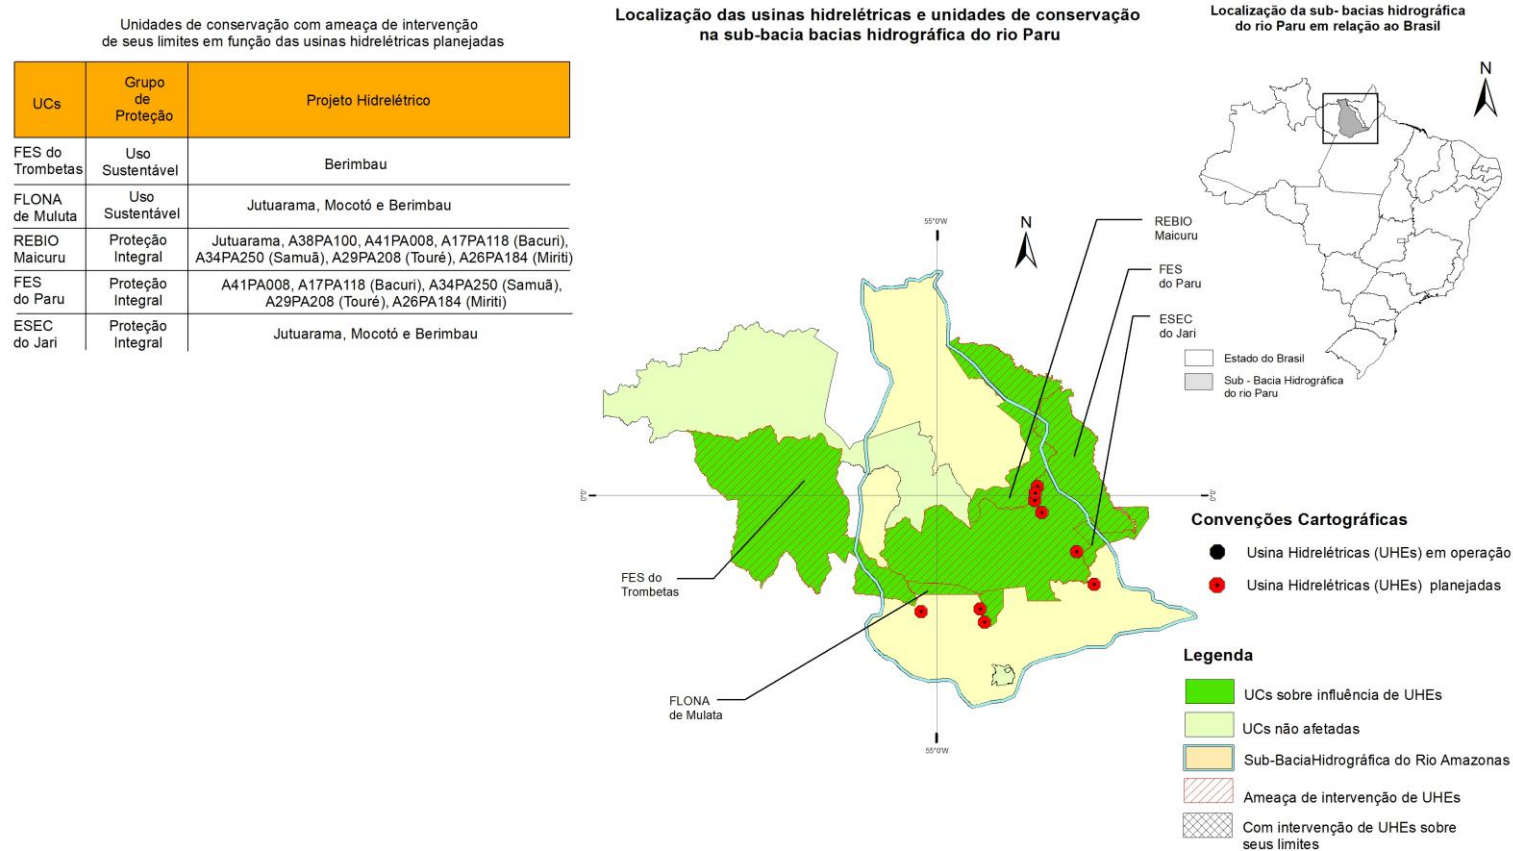 Unidades de conservação com ameaça de intervenção
de seus limites em função das usinas hidrelétricas planejadas
UCs
Grupo
de
Proteção
Projeto Hidrelétrico
FES do
Trombetas
Uso
Sustentável
Berimbau
FLONA
de Muluta
Uso
Sustentável
Jutuarama, Mocotó e Berimbau
REBIO
Maicuru
Proteção
Integral
Jutuarama, A38PA100, A41PA008, A17PA118 (Bacuri),
A34PA250 (Samuã), A29PA208 (Touré), A26PA184 (Miriti)
FES
do Paru
Proteção
Integral
A41PA008, A17PA118 (Bacuri), A34PA250 (Samuã),
A29PA208 (Touré), A26PA184 (Miriti)
ESEC
do Jari
Proteção
Integral
Jutuarama, Mocotó e Berimbau
Localização das usinas hidrelétricas e unidades de conservação
na sub-bacia bacias hidrográfica do rio Paru
55°0'W
N
REBIO
Maicuru
FES
do Paru
ESEC
do Jari
0°0'
0°0'
FES do
Trombetas
FLONA
de Mulata
55°0'W
Localização da sub- bacias hidrográfica
do rio Paru em relação ao Brasil
N
Estado do Brasil
Sub - Bacia Hidrográfica
do rio Paru
Convenções Cartográficas
Usina Hidrelétricas (UHEs) em operação
Usina Hidrelétricas (UHEs) planejadas
Legenda
UCs sobre influência de UHEs
UCs não afetadas
Sub-BaciaHidrográfica do Rio Amazonas
Ameaça de intervenção de UHEs
Com intervenção de UHEs sobre
seus limites